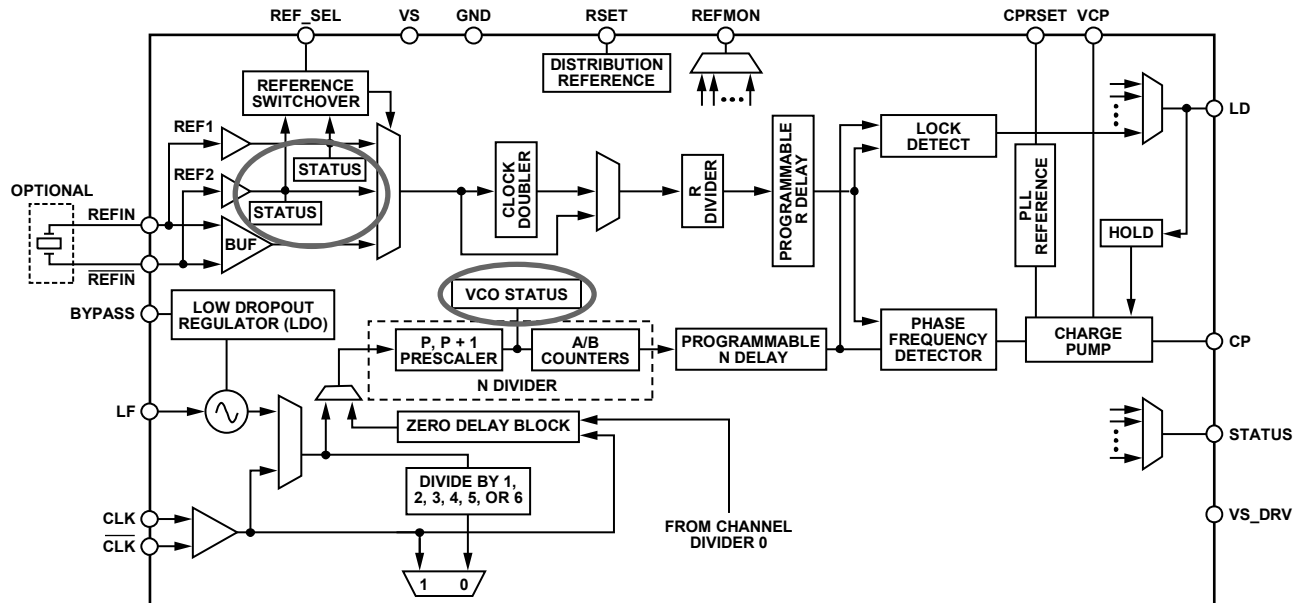 REF_SEL
VS
GND
RSET
REFMON
CPRSET
VCP
DISTRIBUTION
REFERENCE
REFERENCE
SWITCHOVER
REF1
STATUS
REF2
STATUS
BUF
OPTIONAL
REFIN
REFIN
CLOCK
DOUBLER
R
DIVIDER
PROGRAMMABLE
R DELAY
LOCK
DETECT
PLL
REFERENCE
HOLD
LD
BYPASS
LOW DROPOUT
REGULATOR (LDO)
VCO STATUS
P, P + 1
PRESCALER
A/B
COUNTERS
N DIVIDER
PROGRAMMABLE
N DELAY
PHASE
FREQUENCY
DETECTOR
CHARGE
PUMP
CP
LF
ZERO DELAY BLOCK
STATUS
DIVIDE BY 1,
2, 3, 4, 5, OR 6
CLK
CLK
FROM CHANNEL
DIVIDER 0
VS_DRV
1 0